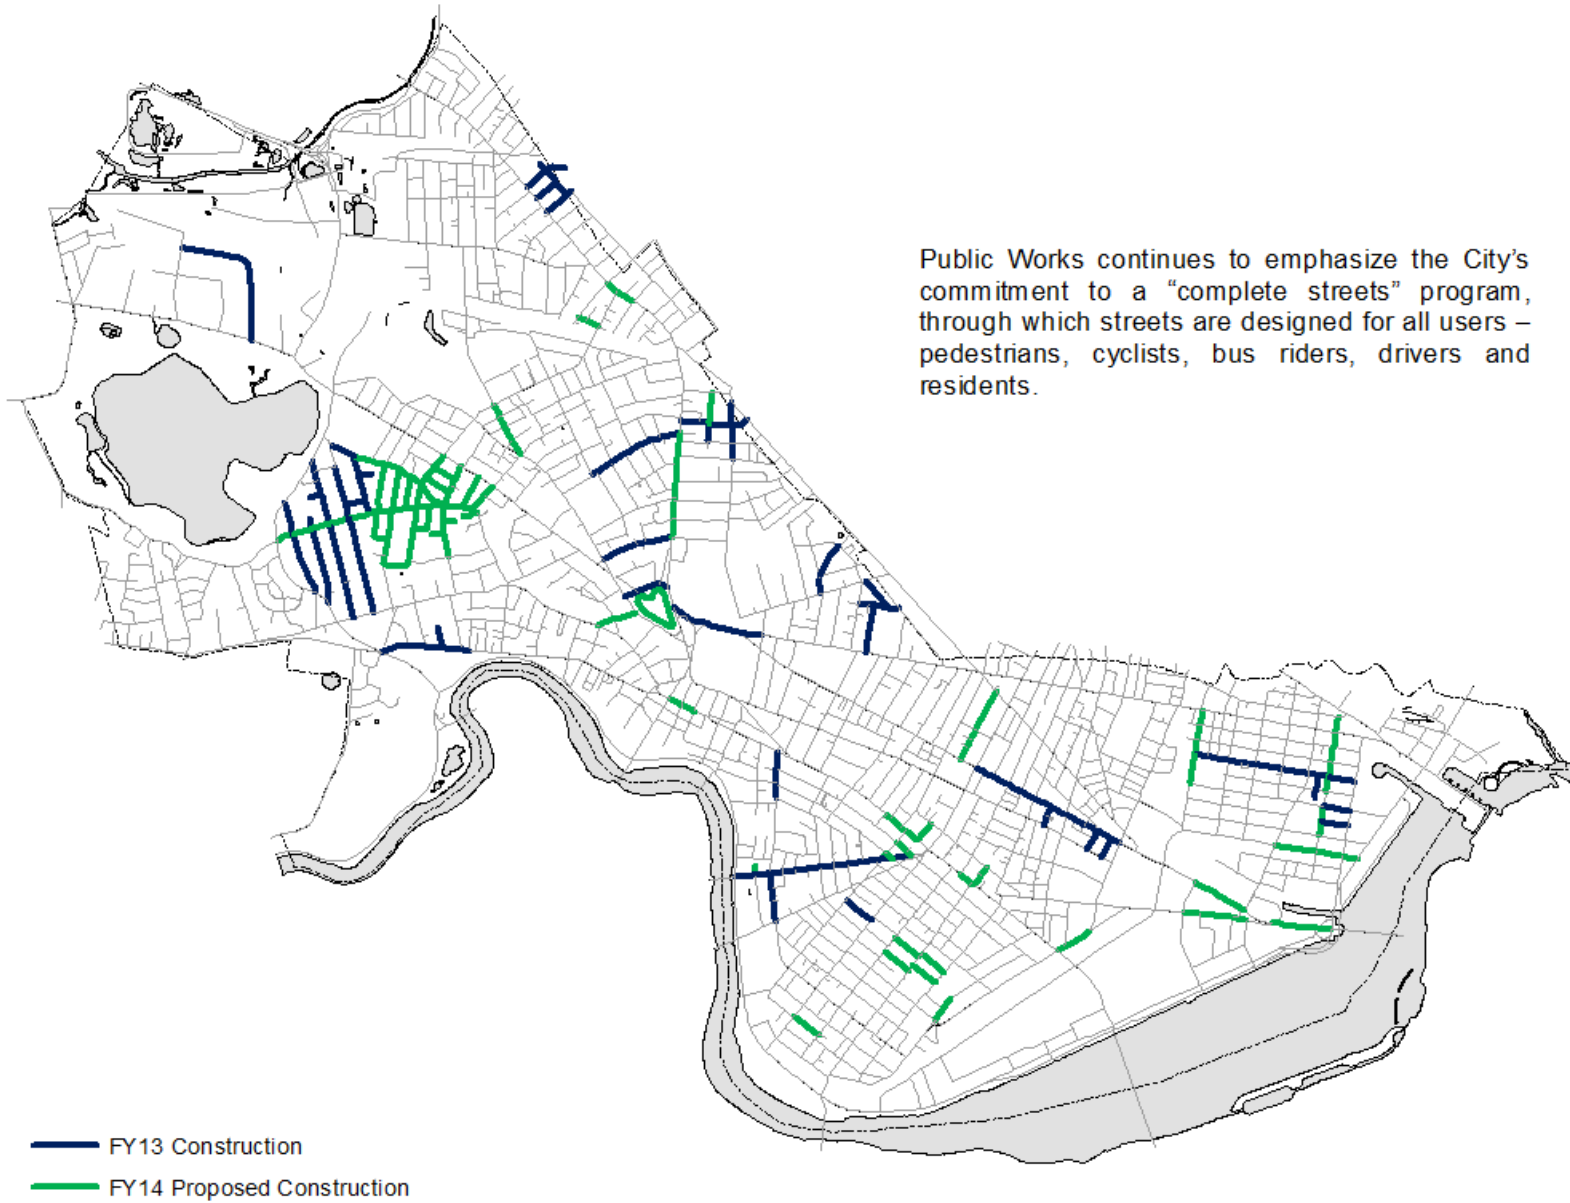 Public Works continues to emphasize the City’s
commitment to a “complete streets” program,
through which streets are designed for all users –
pedestrians, cyclists, bus riders, drivers and
residents.
FY13 Construction
FY14 Proposed Construction